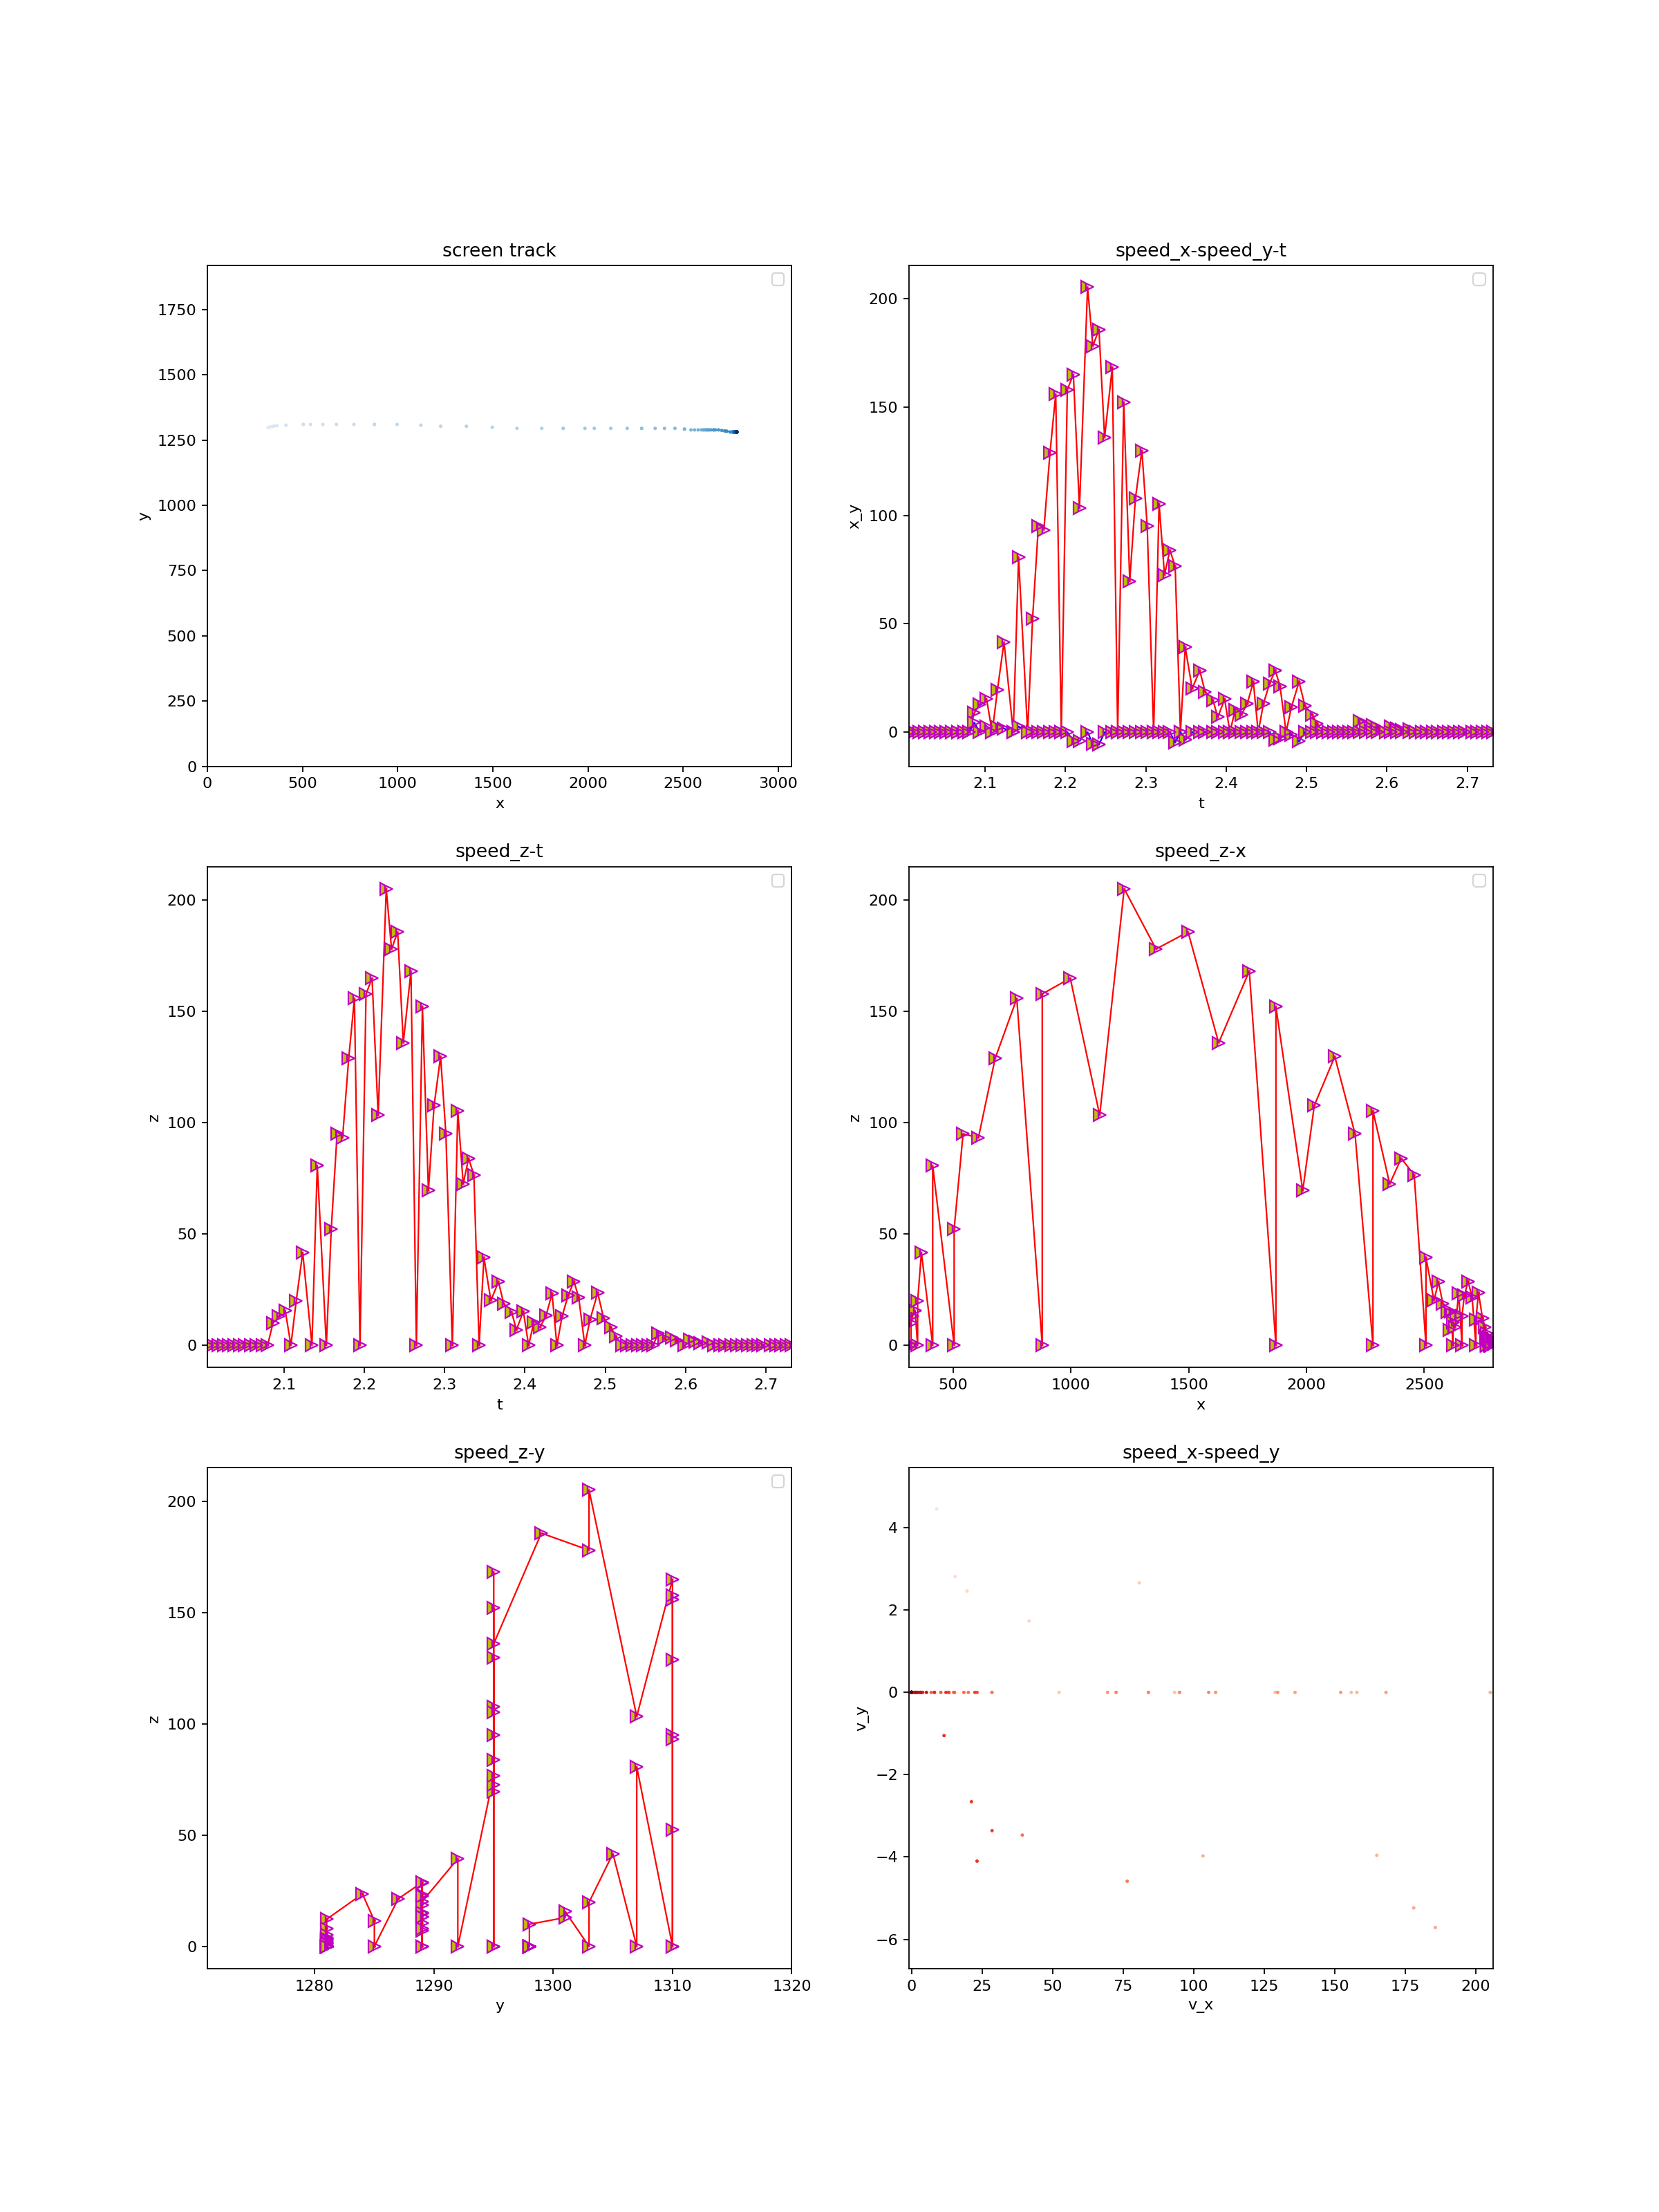 screen track
1750
1500
1250
1000
750
500
250
0
0 500 1000 1500 2000 2500 3000
x
y
speed_x-speed_y-t
200
150
100
50
0
2.1 2.2 2.3 2.4 2.5 2.6 2.7
t
x_y
speed_z-t
200
150
100
50
0
2.1 2.2 2.3 2.4 2.5 2.6 2.7
t
z
speed_z-x
200
150
100
50
0
500 1000 1500 2000 2500
x
z
speed_z-y
200
150
100
50
0
1280 1290 1300 1310 1320
y
z
speed_x-speed_y
4
2
0
−2
−4
−6
0 25 50 75 100 125 150 175 200
v_x
v_y